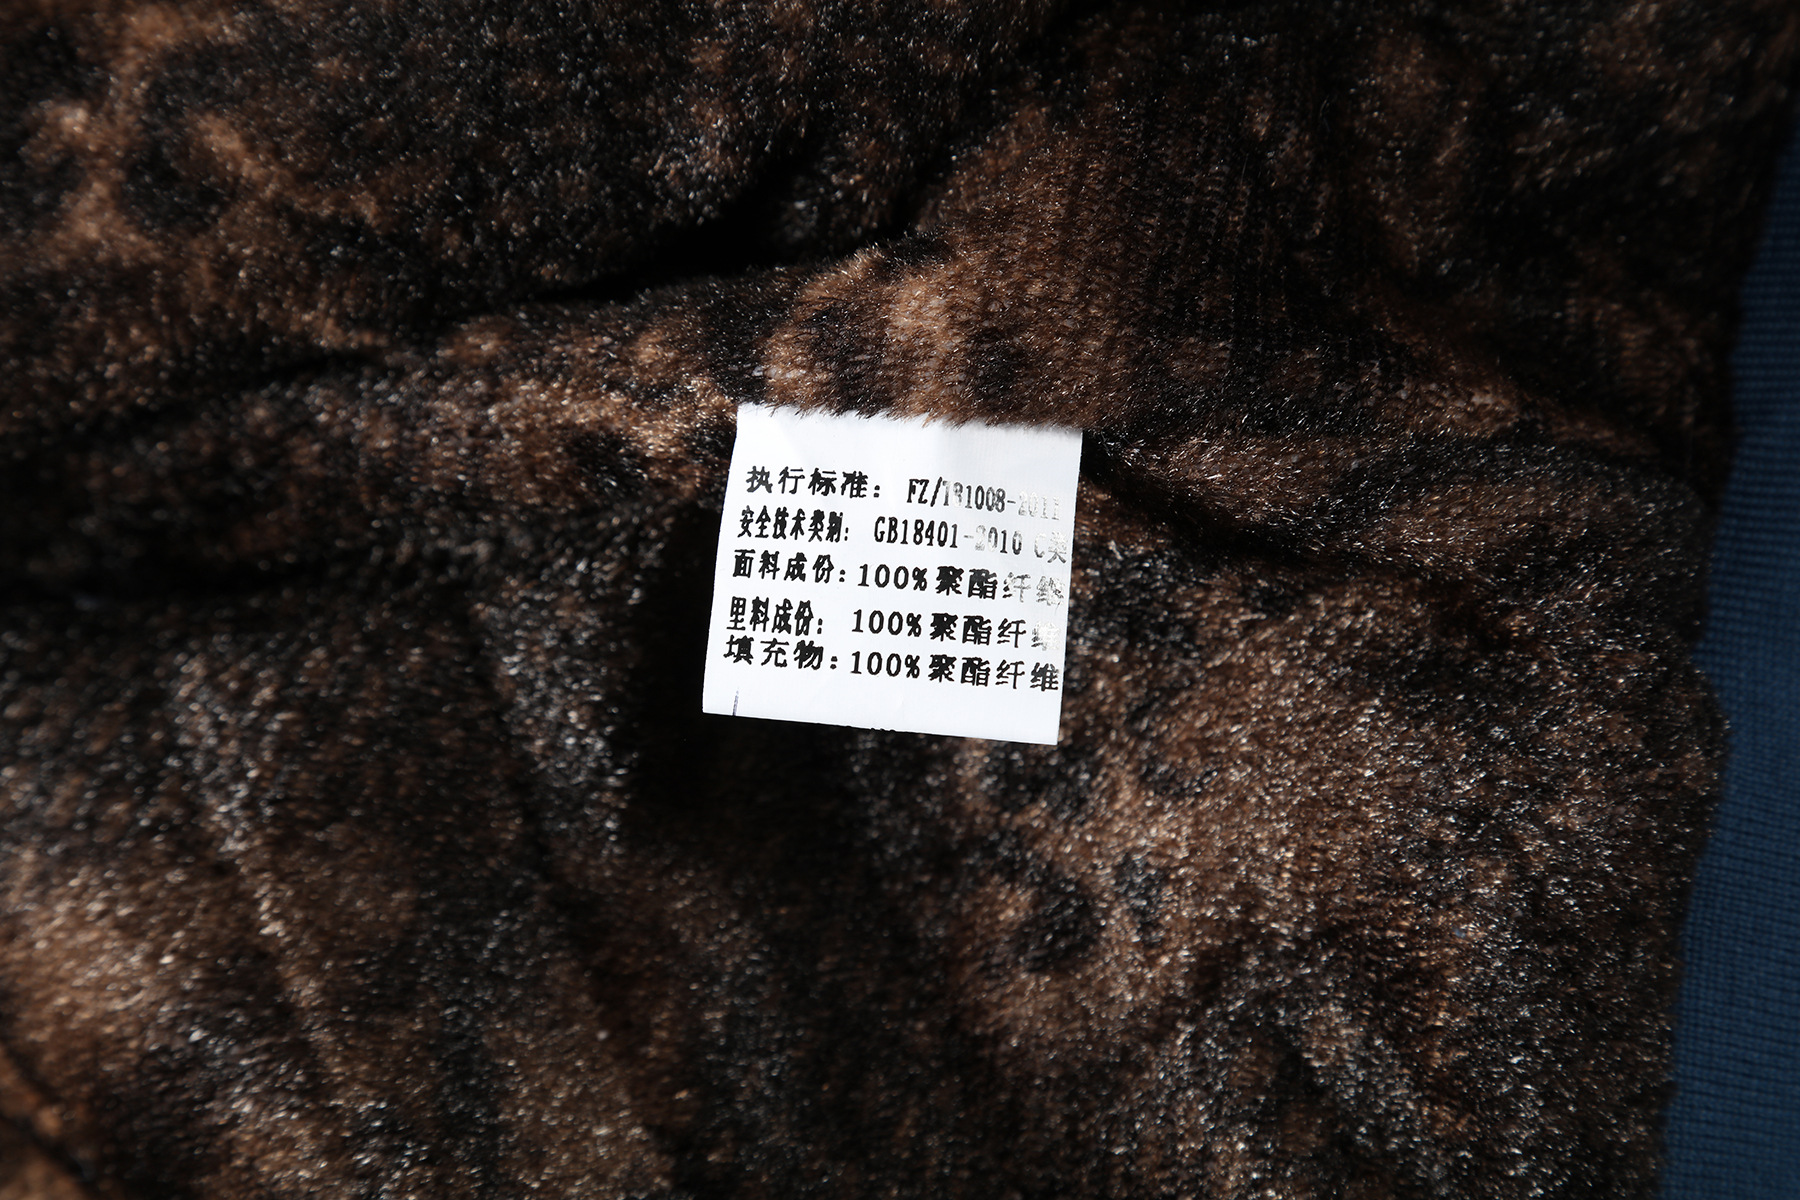 执行标准：FZ/T81008-2011
安全技术类别：GB18401-2010 C类
面料成份：100%聚酯纤维
里料成份：100%聚酯纤维
填充物：100%聚酯纤维